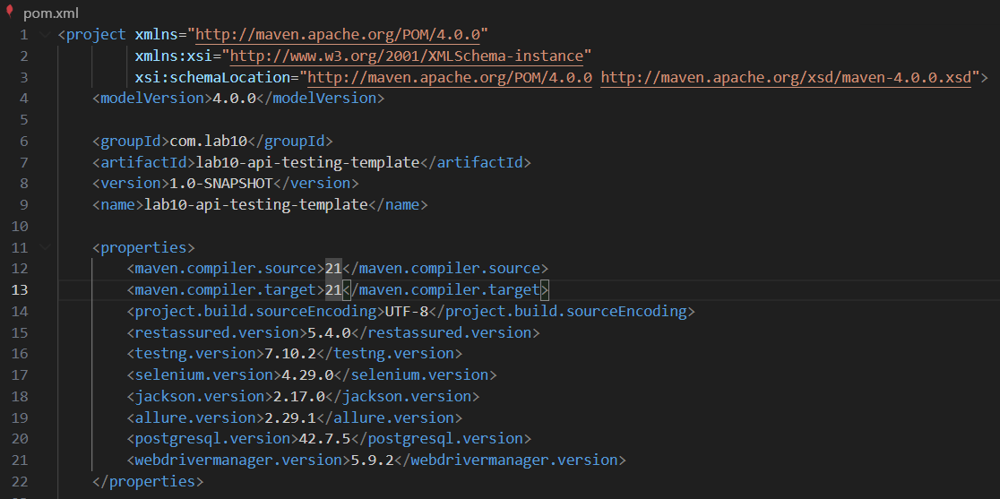 pom.xml
1 <project xmlns="http://maven.apache.org/POM/4.0.0"
2 xmlns:xsi="http://www.w3.org/2001/XMLSchema-instance"
3 xsi:schemaLocation="http://maven.apache.org/POM/4.0.0 http://maven.apache.org/xsd/maven-4.0.0.xsd">
4 <modelVersion>4.0.0</modelVersion>
5
6 <groupId>com.lab10</groupId>
7 <artifactId>lab10-api-testing-template</artifactId>
8 <version>1.0-SNAPSHOT</version>
9 <name>lab10-api-testing-template</name>
10
11 <properties>
12 <maven.compiler.source>21</maven.compiler.source>
13 <maven.compiler.target>21</maven.compiler.target>
14 <project.build.sourceEncoding>UTF-8</project.build.sourceEncoding>
15 <restassured.version>5.4.0</restassured.version>
16 <testng.version>7.10.2</testng.version>
17 <selenium.version>4.29.0</selenium.version>
18 <jackson.version>2.17.0</jackson.version>
19 <allure.version>2.29.1</allure.version>
20 <postgresql.version>42.7.5</postgresql.version>
21 <webdrivermanager.version>5.9.2</webdrivermanager.version>
22 </properties>